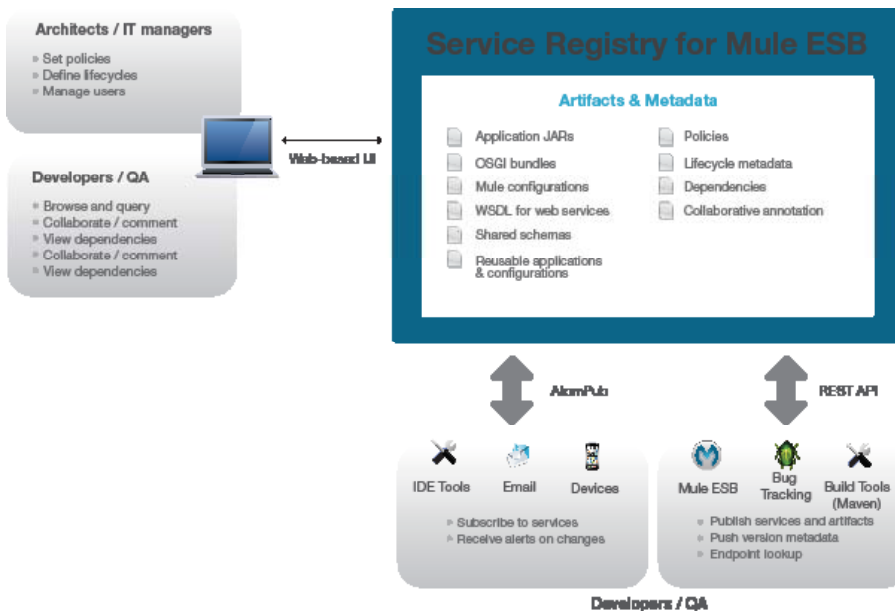 Architects / IT managers
Set policies
Define lifecycles
Manage users
Developers / QA
Browse and query
Collaborate / comment
View dependencies
Collaborate / comment
View dependencies
Web-based UI
Service Registry for Mule ESB
Artifacts & Metadata
Application JARs
OSGI bundles
Mule configurations
WSDL for web services
Shared schemas
Reusable applications
& configurations
Policies
Lifecycle metadata
Dependencies
Collaborative annotation
AtomPub
REST API
IDE Tools
Email
Devices
Subscribe to services
Receive alerts on changes
Mule ESB
Bug
Tracking
Build Tools
(Maven)
Publish services and artifacts
Push version metadata
Endpoint lookup
Developers / QA